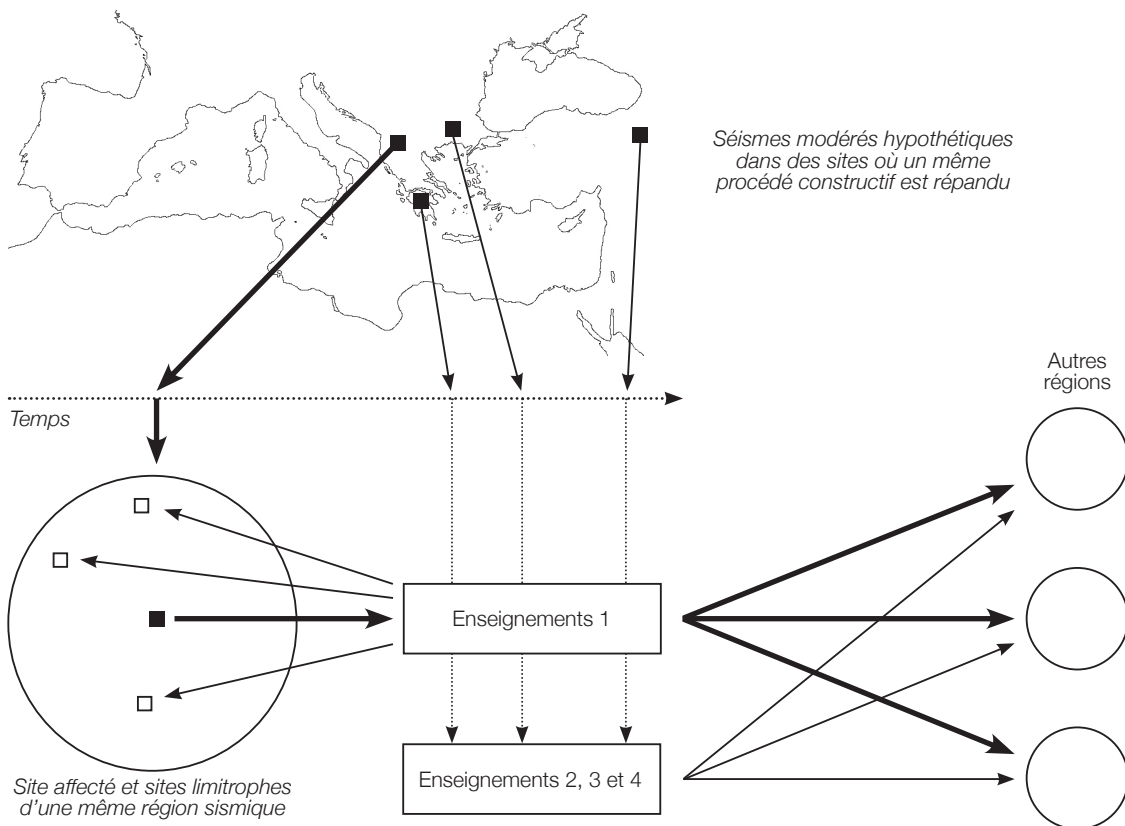 Séismes modérés hypothétiques
dans des sites où un même
procédé constructif est répandu
Autres
régions
Temps
Enseignements 1
Enseignements 2, 3 et 4
Site affecté et sites limitrophes
d'une même région sismique